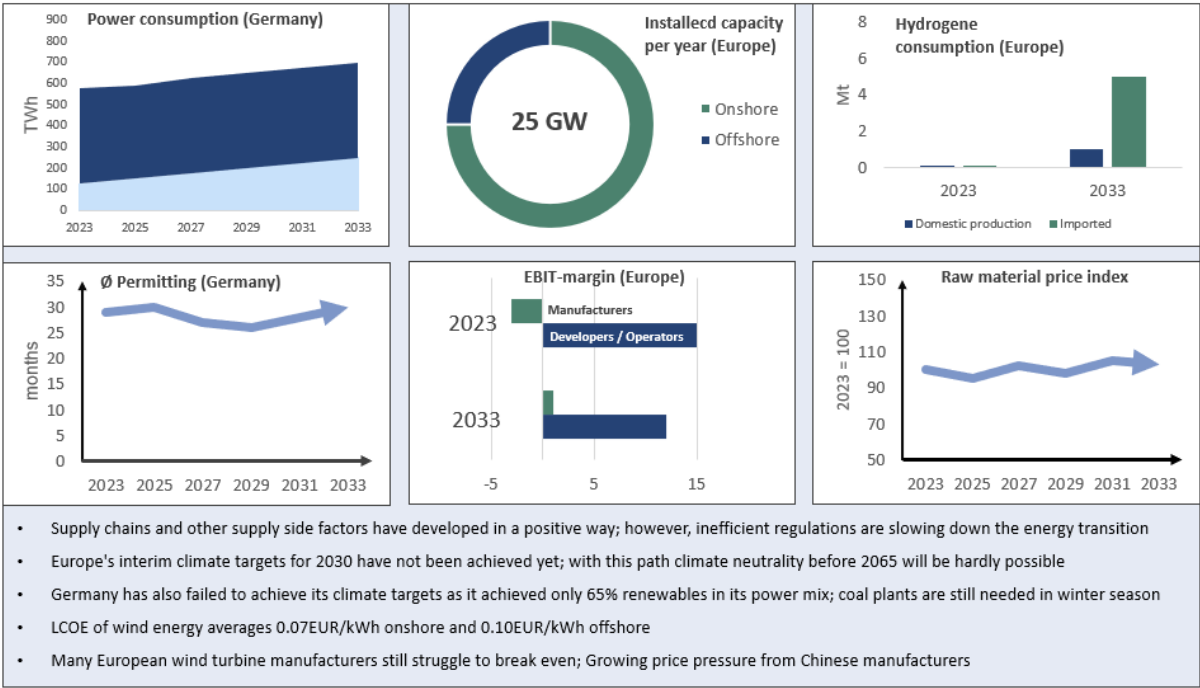 Power consumption (Germany)
TWh
900
800
700
600
500
400
300
200
100
0
2023 2025 2027 2029 2031 2033
Installecd capacity
per year (Europe)
25 GW
Onshore
Offshore
Hydrogene
consumption (Europe)
Mt
8
6
4
2
0
2023 2033
Domestic production Imported
Ø Permitting (Germany)
months
35
30
25
20
15
10
5
0
2023 2025 2027 2029 2031 2033
EBIT-margin (Europe)
2023
Manufacturers
Developers / Operators
2033
-5 5 15
Raw material price index
2023 = 100
150
130
110
90
70
50
2023 2025 2027 2029 2031 2033
• Supply chains and other supply side factors have developed in a positive way; however, inefficient regulations are slowing down the energy transition
• Europe's interim climate targets for 2030 have not been achieved yet; with this path climate neutrality before 2065 will be hardly possible
• Germany has also failed to achieve its climate targets as it achieved only 65% renewables in its power mix; coal plants are still needed in winter season
• LCOE of wind energy averages 0.07EUR/kWh onshore and 0.10EUR/kWh offshore
• Many European wind turbine manufacturers still struggle to break even; Growing price pressure from Chinese manufacturers